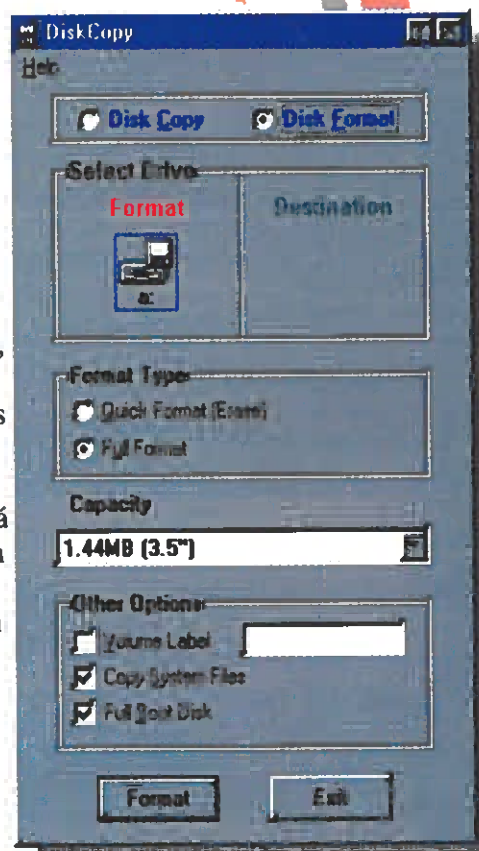 DiskCopy
Help
Disk Copy Disk Format
Select Drive
Format Destination
a:
Format Type
Quick Format (Erase)
Full Format
Capacity
1.44MB (3.5")
Other Options
Volume Label
Copy System Files
Full Boot Disk
Format Exit